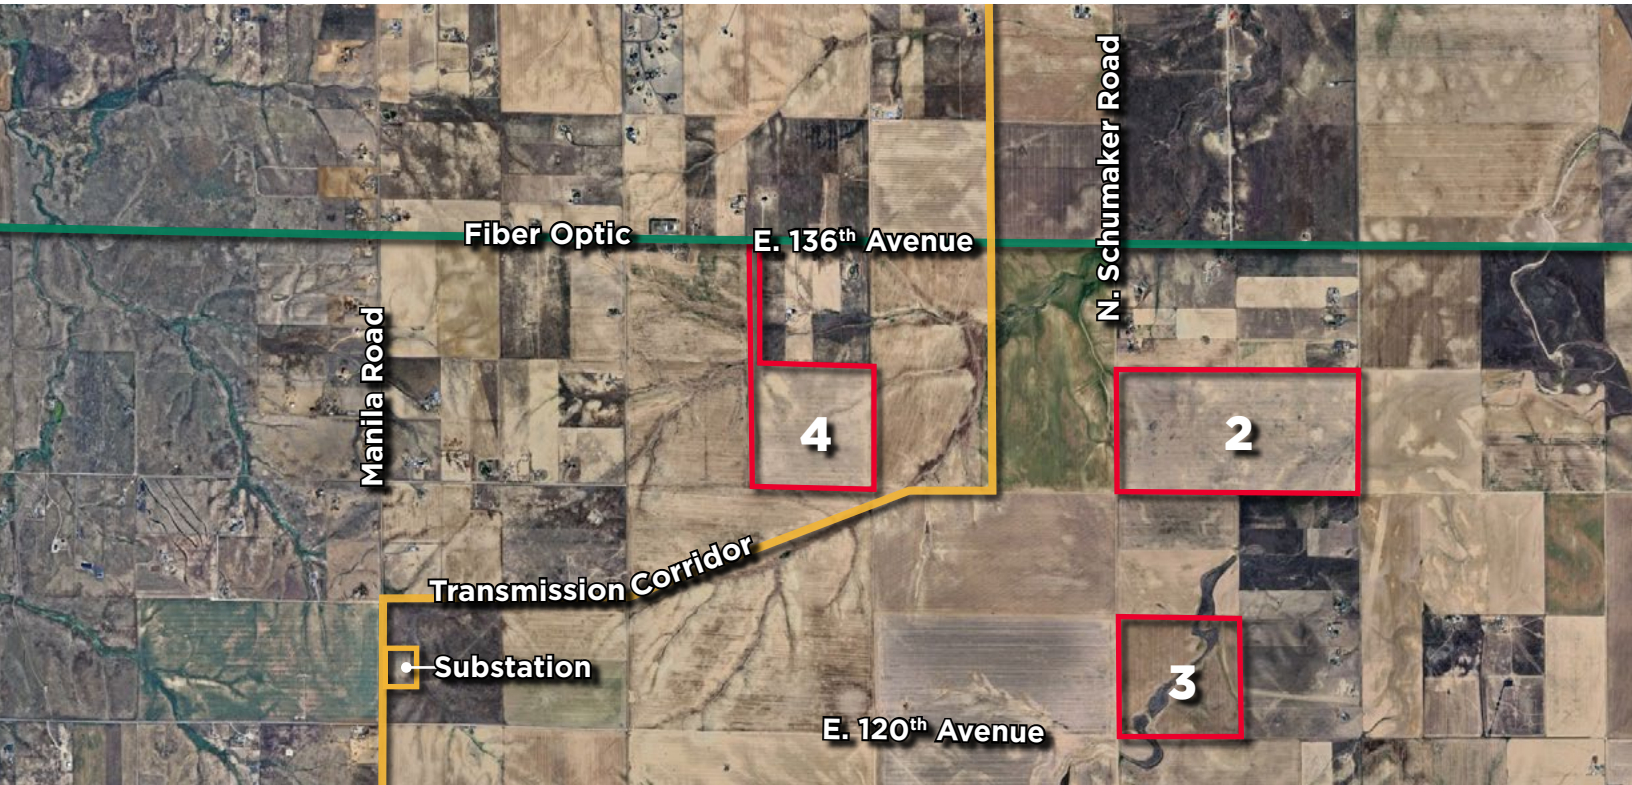 N. Schumaker Road
Fiber Optic
E. 136th Avenue
Manila Road
4
2
Transmission Corridor
Substation
3
E. 120th Avenue